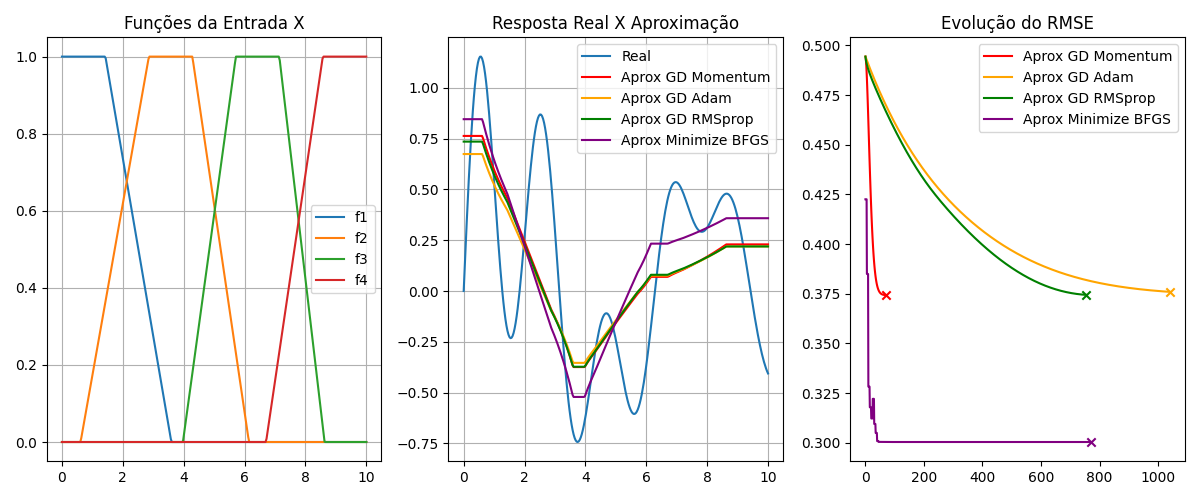 Funções da Entrada X
1.0
0.8
0.6
0.4
0.2
0.0
0
2
4
6
8
10
f1
f2
f3
f4
Resposta Real X Aproximação
1.00
0.75
0.50
0.25
0.00
−0.25
−0.50
−0.75
0
2
4
6
8
10
Real
Aprox GD Momentum
Aprox GD Adam
Aprox GD RMSprop
Aprox Minimize BFGS
Evolução do RMSE
0.500
0.475
0.450
0.425
0.400
0.375
0.350
0.325
0.300
0
200
400
600
800
1000
Aprox GD Momentum
Aprox GD Adam
Aprox GD RMSprop
Aprox Minimize BFGS